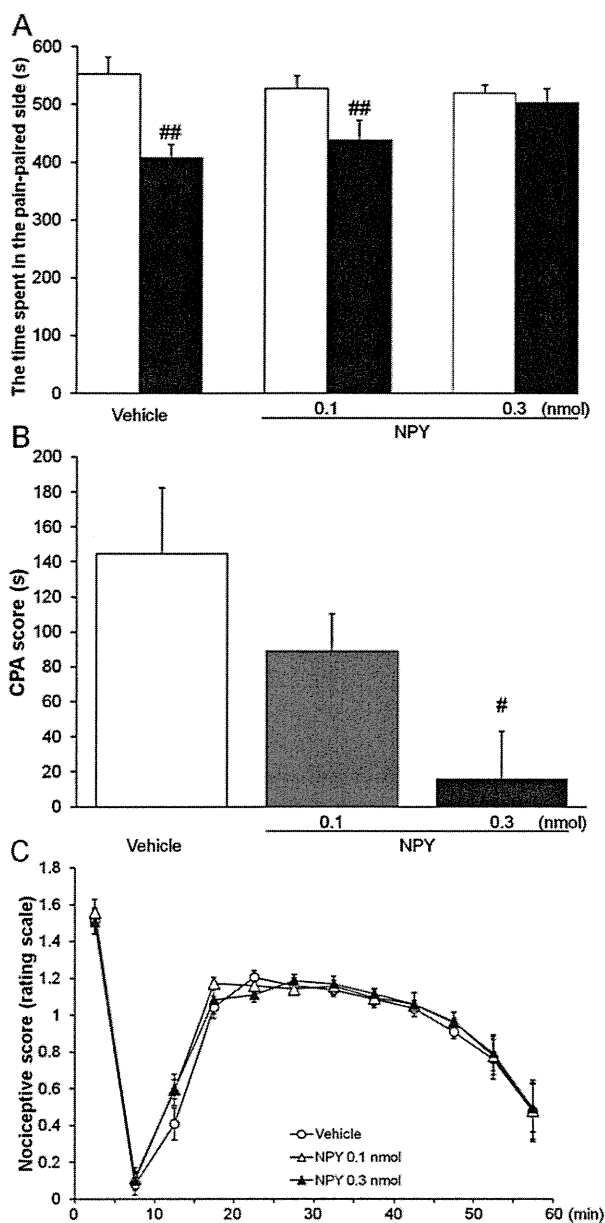 A
The time spent in the pain-paired side (s)
600
500
400
300
200
100
0
##
##
Vehicle
0.1
0.3
(nmol)
NPY
B
CPA score (s)
200
180
160
140
120
100
80
60
40
20
0
#
Vehicle
0.1
0.3
(nmol)
NPY
C
Nociceptive score (rating scale)
1.8
1.6
1.4
1.2
1
0.8
0.6
0.4
0.2
0
Vehicle
NPY 0.1 nmol
NPY 0.3 nmol
0
10
20
30
40
50
60
(min)